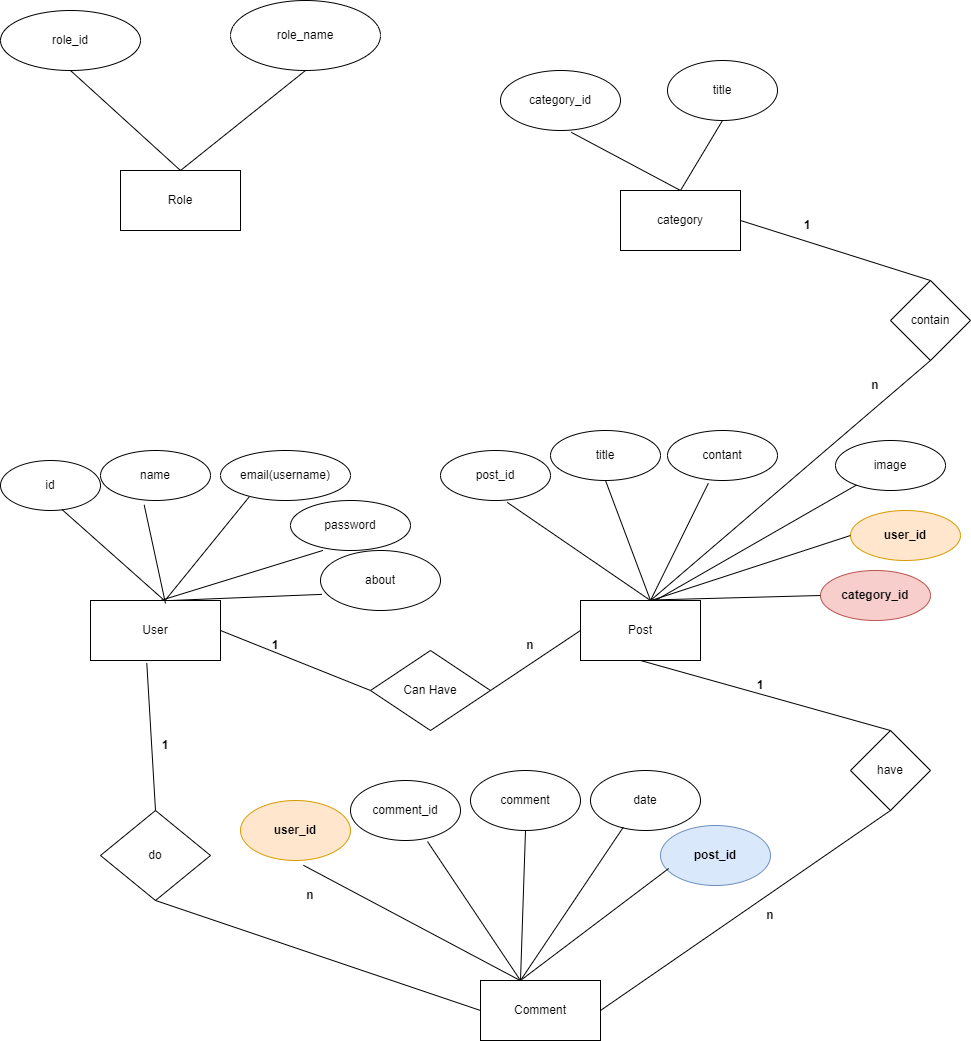 role_id
role_name
category_id
title
Role
category
1
contain
n
id
name
email(username)
password
about
post_id
title
contant
image
user_id
category_id
User
Post
1
n
Can Have
1
1
have
user_id
comment_id
comment
date
post_id
do
n
n
Comment